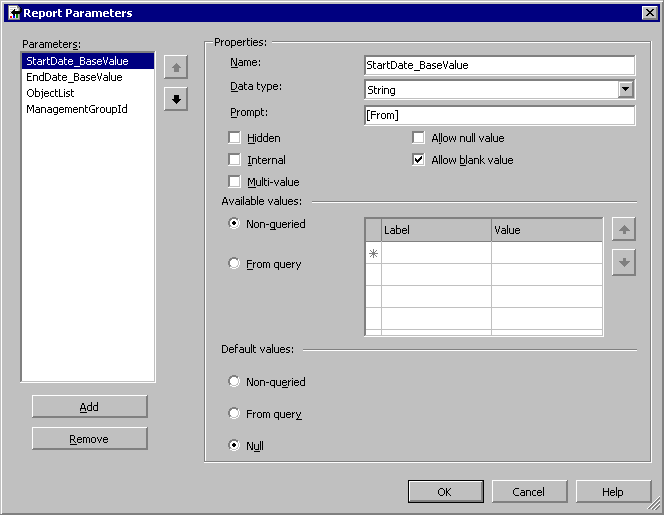 Report Parameters
Parameters:
StartDate_BaseValue
EndDate_BaseValue
ObjectList
ManagementGroupId
Add
Remove
Properties:
Name:
StartDate_BaseValue
Data type:
String
Prompt:
[From]
Hidden
Allow null value
Internal
Allow blank value
Multi-value
Available values:
Non-queried
From query
Label Value
Default values:
Non-queried
From query
Null
OK
Cancel
Help